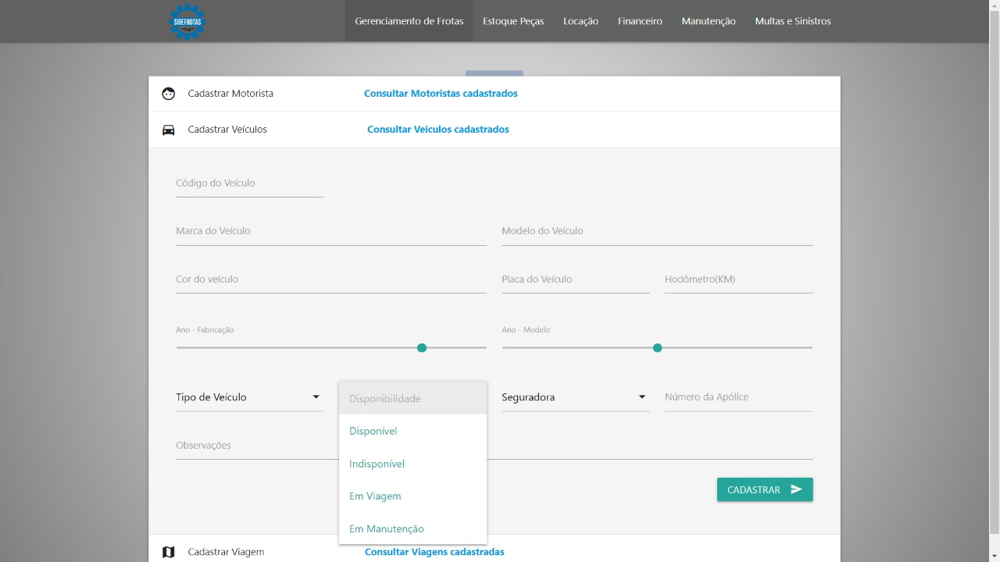 SIGEFROTAS
Gerenciamento de Frotas Estoque Peças Locação Financeiro Manutenção Multas e Sinistros
Cadastrar Motorista Consultar Motoristas cadastrados
Cadastrar Veículos Consultar Veículos cadastrados
Código do Veículo
Marca do Veículo Modelo do Veículo
Cor do veículo Placa do Veículo Hodômetro(KM)
Ano - Fabricação Ano - Modelo
Tipo de Veículo Disponibilidade Seguradora Número da Apólice
Disponível
Observações
Indisponível
CADASTRAR
Em Viagem
Em Manutenção
Cadastrar Viagem Consultar Viagens cadastradas